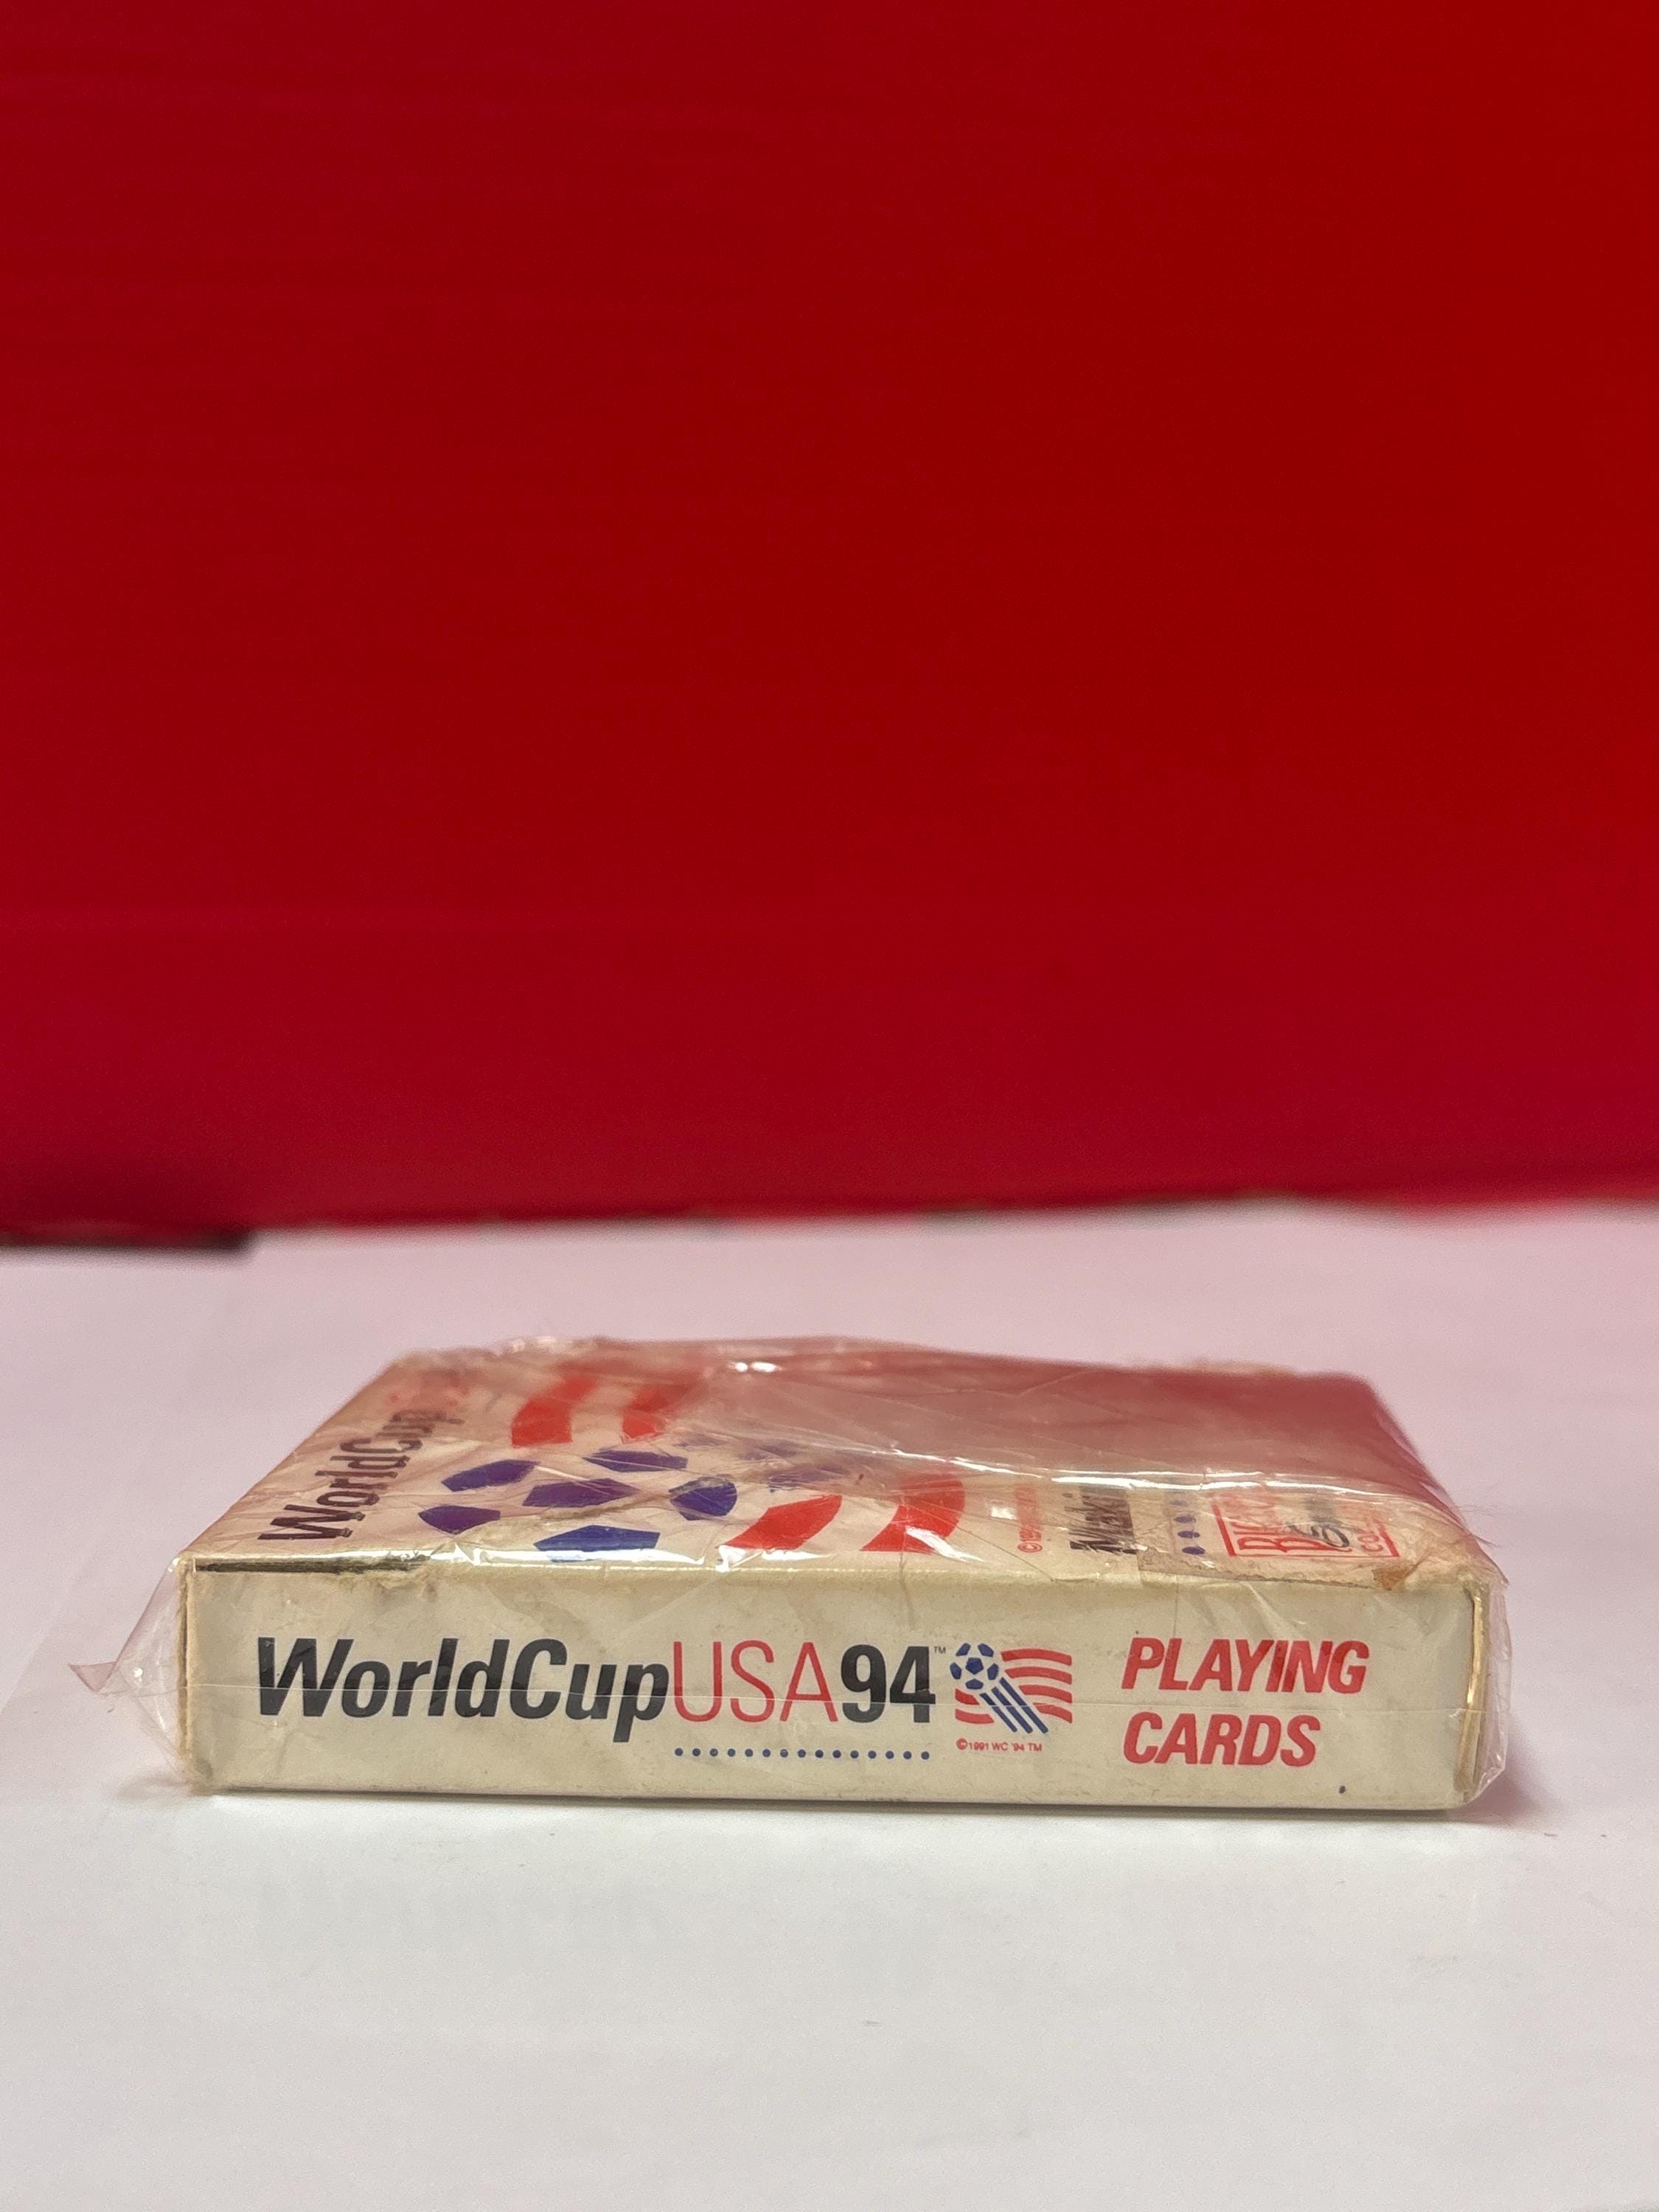 WorldCup
WorldCupUSA94™
©1991 WC '94 TM
PLAYING
CARDS